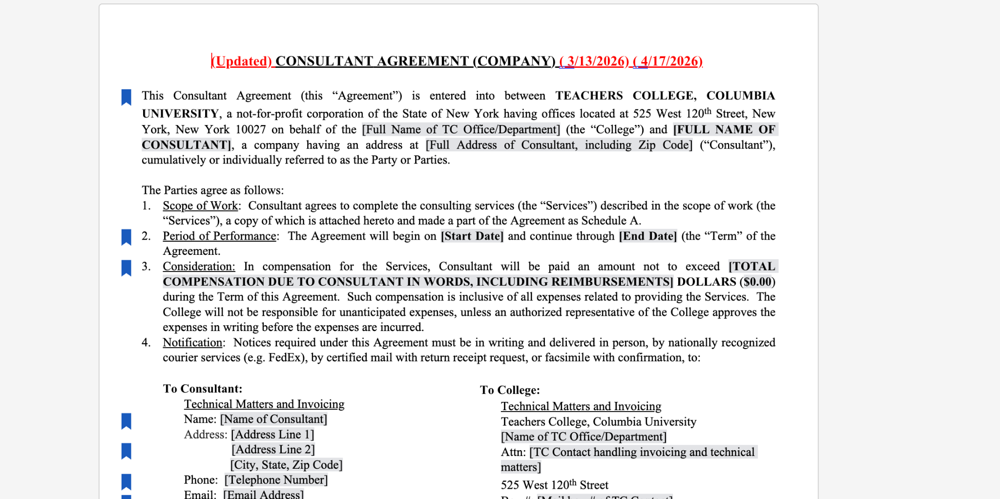 (Updated) CONSULTANT AGREEMENT (COMPANY) ( 3/13/2026) ( 4/17/2026)
This Consultant Agreement (this “Agreement”) is entered into between TEACHERS COLLEGE, COLUMBIA
UNIVERSITY, a not-for-profit corporation of the State of New York having offices located at 525 West 120th Street, New
York, New York 10027 on behalf of the [Full Name of TC Office/Department] (the “College”) and [FULL NAME OF
CONSULTANT], a company having an address at [Full Address of Consultant, including Zip Code] (“Consultant”),
cumulatively or individually referred to as the Party or Parties.
The Parties agree as follows:
1. Scope of Work: Consultant agrees to complete the consulting services (the “Services”) described in the scope of work (the
“Services”), a copy of which is attached hereto and made a part of the Agreement as Schedule A.
2. Period of Performance: The Agreement will begin on [Start Date] and continue through [End Date] (the “Term” of the
Agreement.
3. Consideration: In compensation for the Services, Consultant will be paid an amount not to exceed [TOTAL
COMPENSATION DUE TO CONSULTANT IN WORDS, INCLUDING REIMBURSEMENTS] DOLLARS ($0.00)
during the Term of this Agreement. Such compensation is inclusive of all expenses related to providing the Services. The
College will not be responsible for unanticipated expenses, unless an authorized representative of the College approves the
expenses in writing before the expenses are incurred.
4. Notification: Notices required under this Agreement must be in writing and delivered in person, by nationally recognized
courier services (e.g. FedEx), by certified mail with return receipt request, or facsimile with confirmation, to:
To Consultant:
Technical Matters and Invoicing
Name: [Name of Consultant]
Address: [Address Line 1]
[Address Line 2]
[City, State, Zip Code]
Phone: [Telephone Number]
Email: [Email Address]
To College:
Technical Matters and Invoicing
Teachers College, Columbia University
[Name of TC Office/Department]
Attn: [TC Contact handling invoicing and technical
matters]
525 West 120th Street